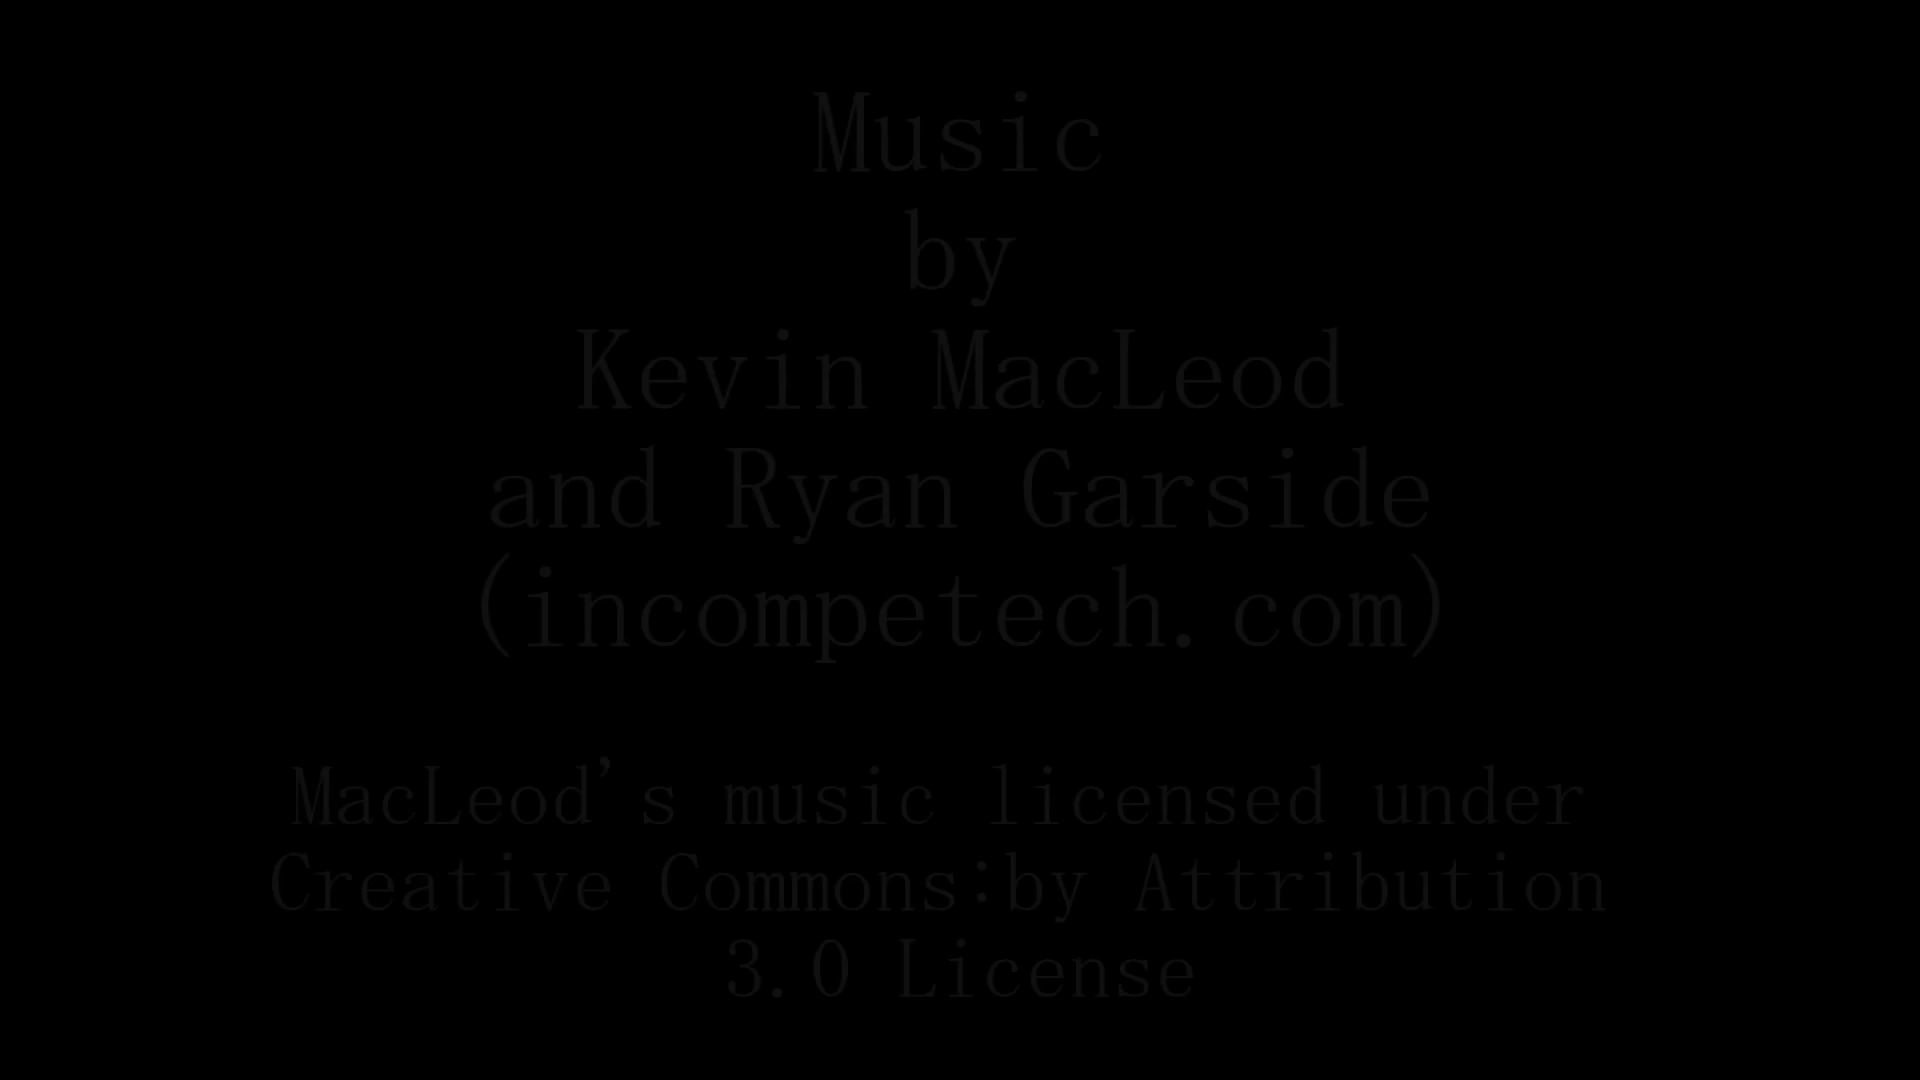 Music
by
Kevin MacLeod
and Ryan Garside
(incompetech.com)
MacLeod's music licensed under
Creative Commons:by Attribution
3.0 License